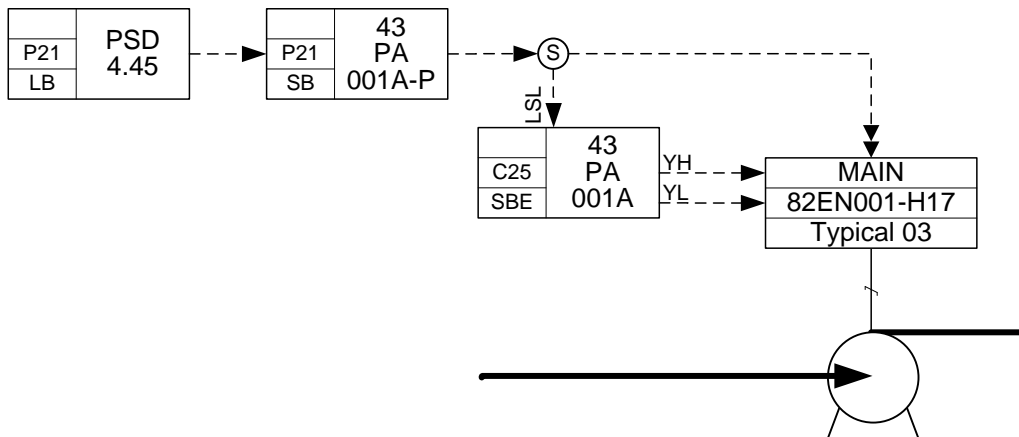 P21
LB
PSD
4.45
P21
SB
43
PA
001A-P
S
LSL
C25
SBE
43
PA
001A
YH
YL
MAIN
82EN001-H17
Typical 03